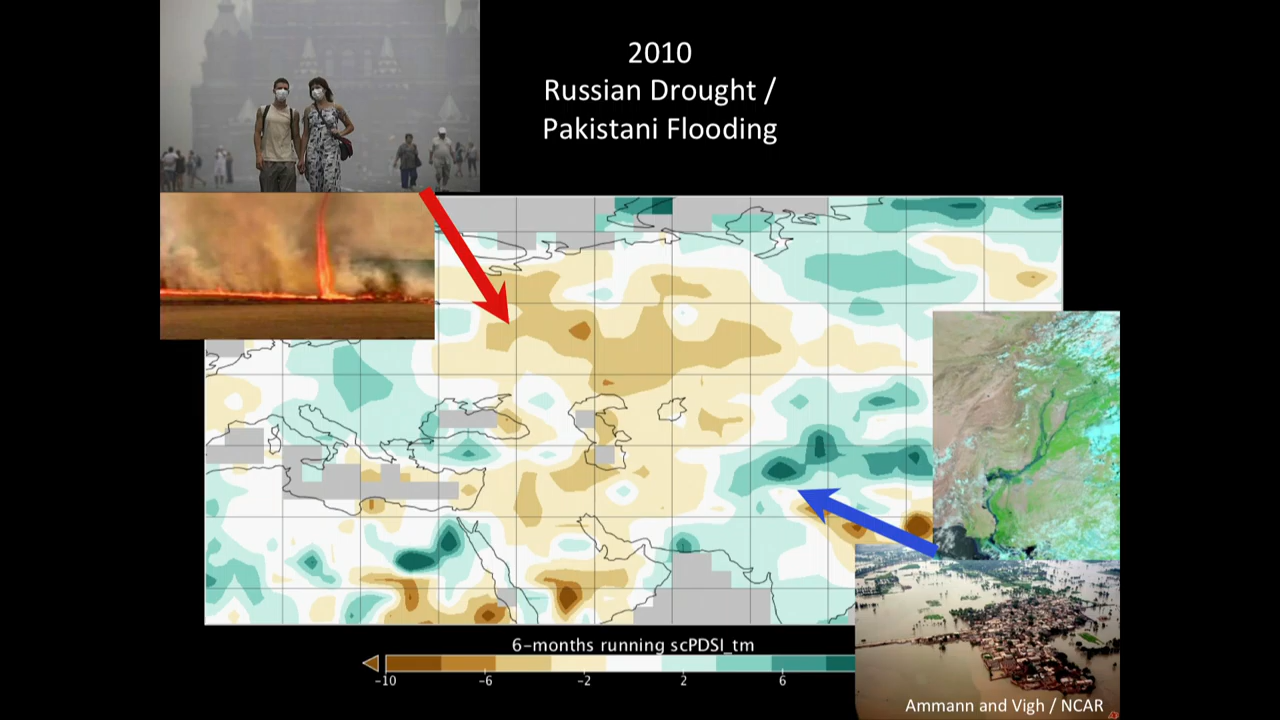 2010
Russian Drought /
Pakistani Flooding
6-months running scPDSI_tm
-10 -6 -2 2 6
Ammann and Vigh / NCAR